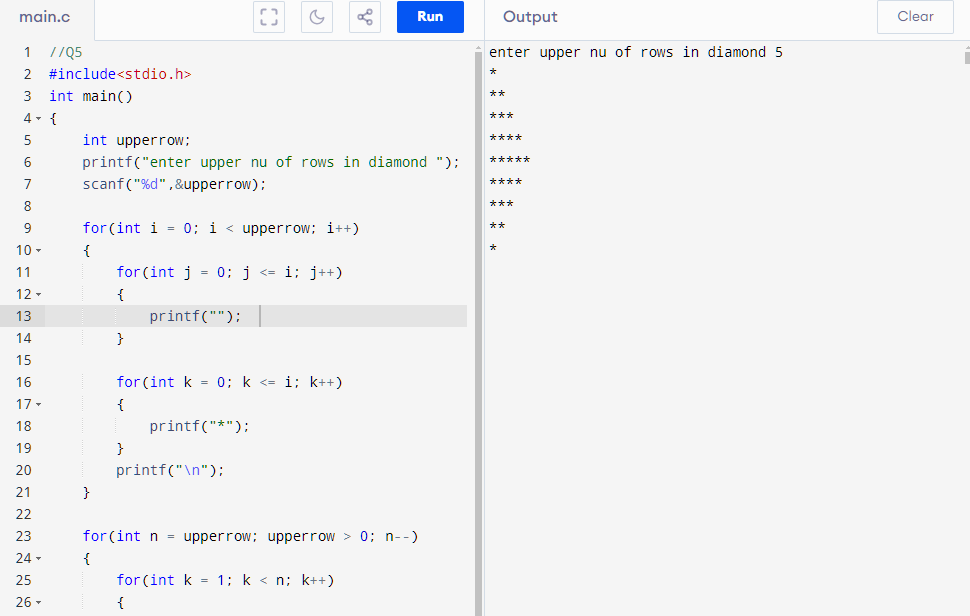 main.c
Run
Output
Clear
1 //Q5
2 #include<stdio.h>
3 int main()
4 {
5     int upperrow;
6     printf("enter upper nu of rows in diamond ");
7     scanf("%d",&upperrow);
8
9     for(int i = 0; i < upperrow; i++)
10     {
11         for(int j = 0; j <= i; j++)
12         {
13             printf("");
14         }
15
16         for(int k = 0; k <= i; k++)
17         {
18             printf("*");
19         }
20         printf("\n");
21     }
22
23     for(int n = upperrow; upperrow > 0; n--)
24     {
25         for(int k = 1; k < n; k++)
26         {
enter upper nu of rows in diamond 5
*
**
***
****
*****
****
***
**
*